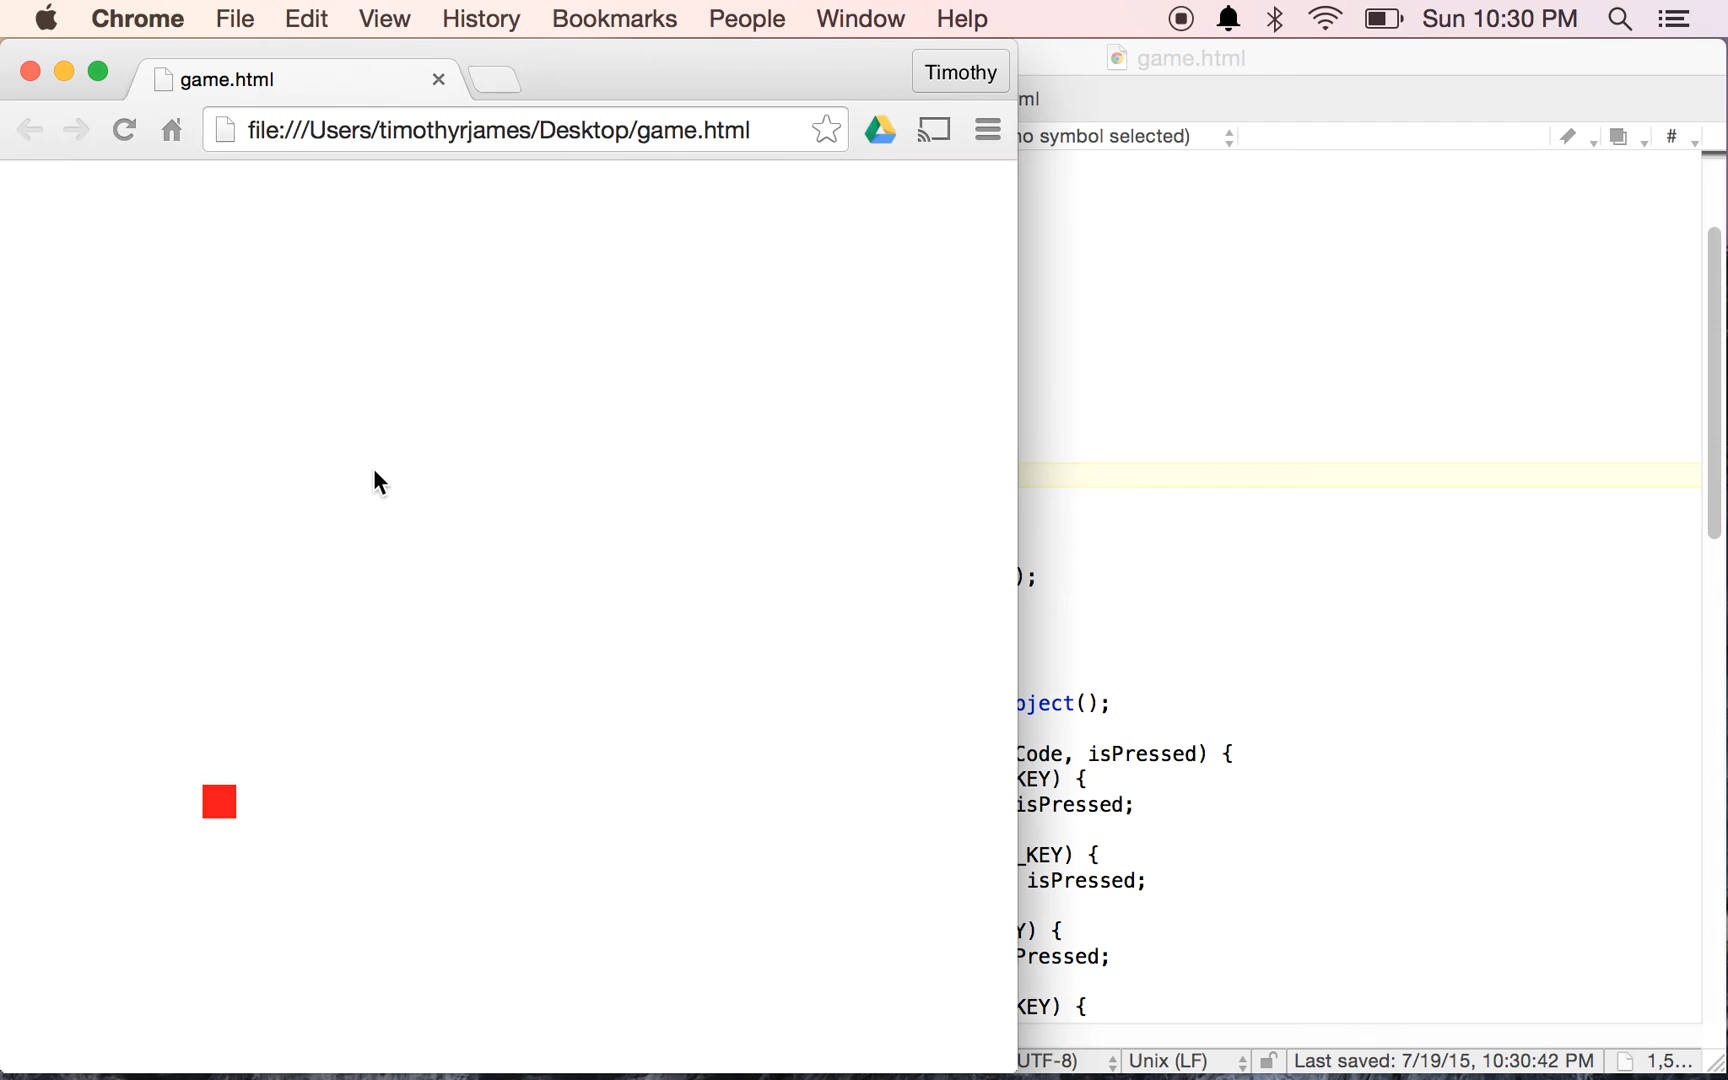 Chrome File Edit View History Bookmarks People Window Help Sun 10:30 PM
game.html Timothy
file:///Users/timothyrjames/Desktop/game.html
game.html
ml
no symbol selected) #
);
bject();
Code, isPressed) {
KEY) {
isPressed;
_KEY) {
isPressed;
Y) {
Pressed;
KEY) {
UTF-8) Unix (LF) Last saved: 7/19/15, 10:30:42 PM 1,5...